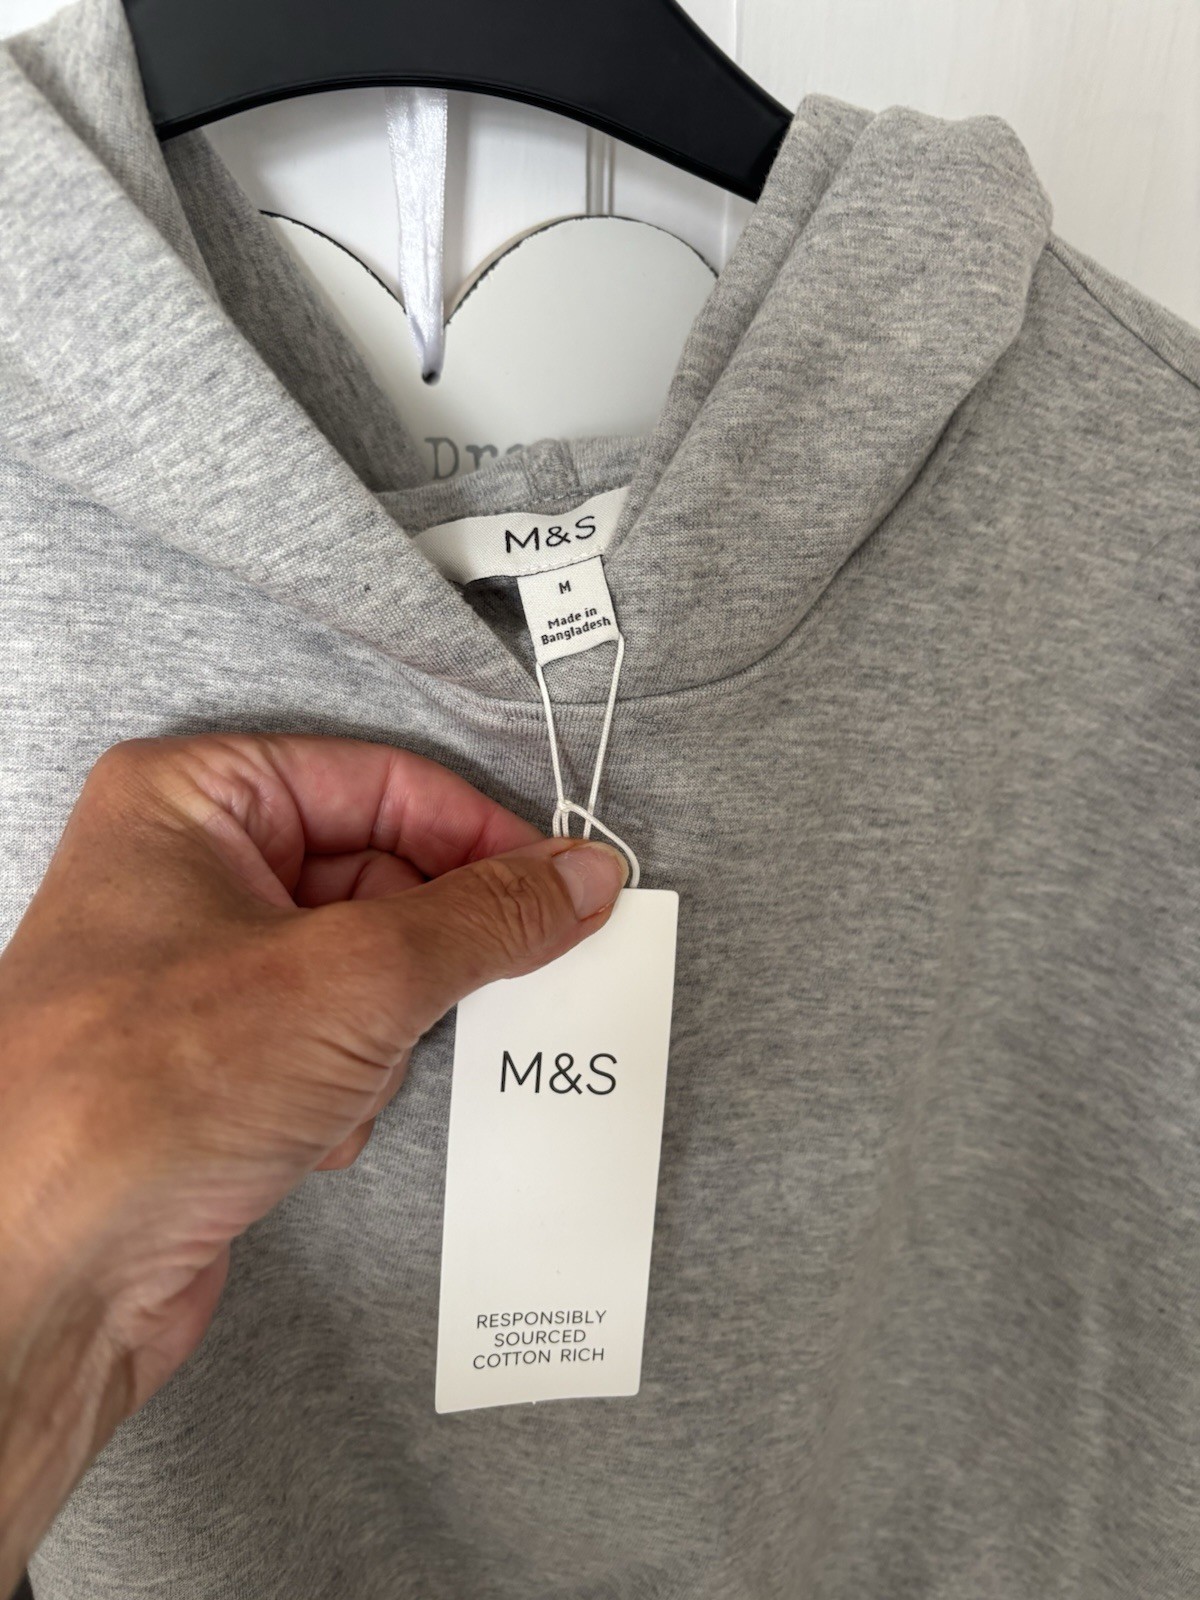 M&S
M
Made in
Bangladesh
M&S
RESPONSIBLY
SOURCED
COTTON RICH